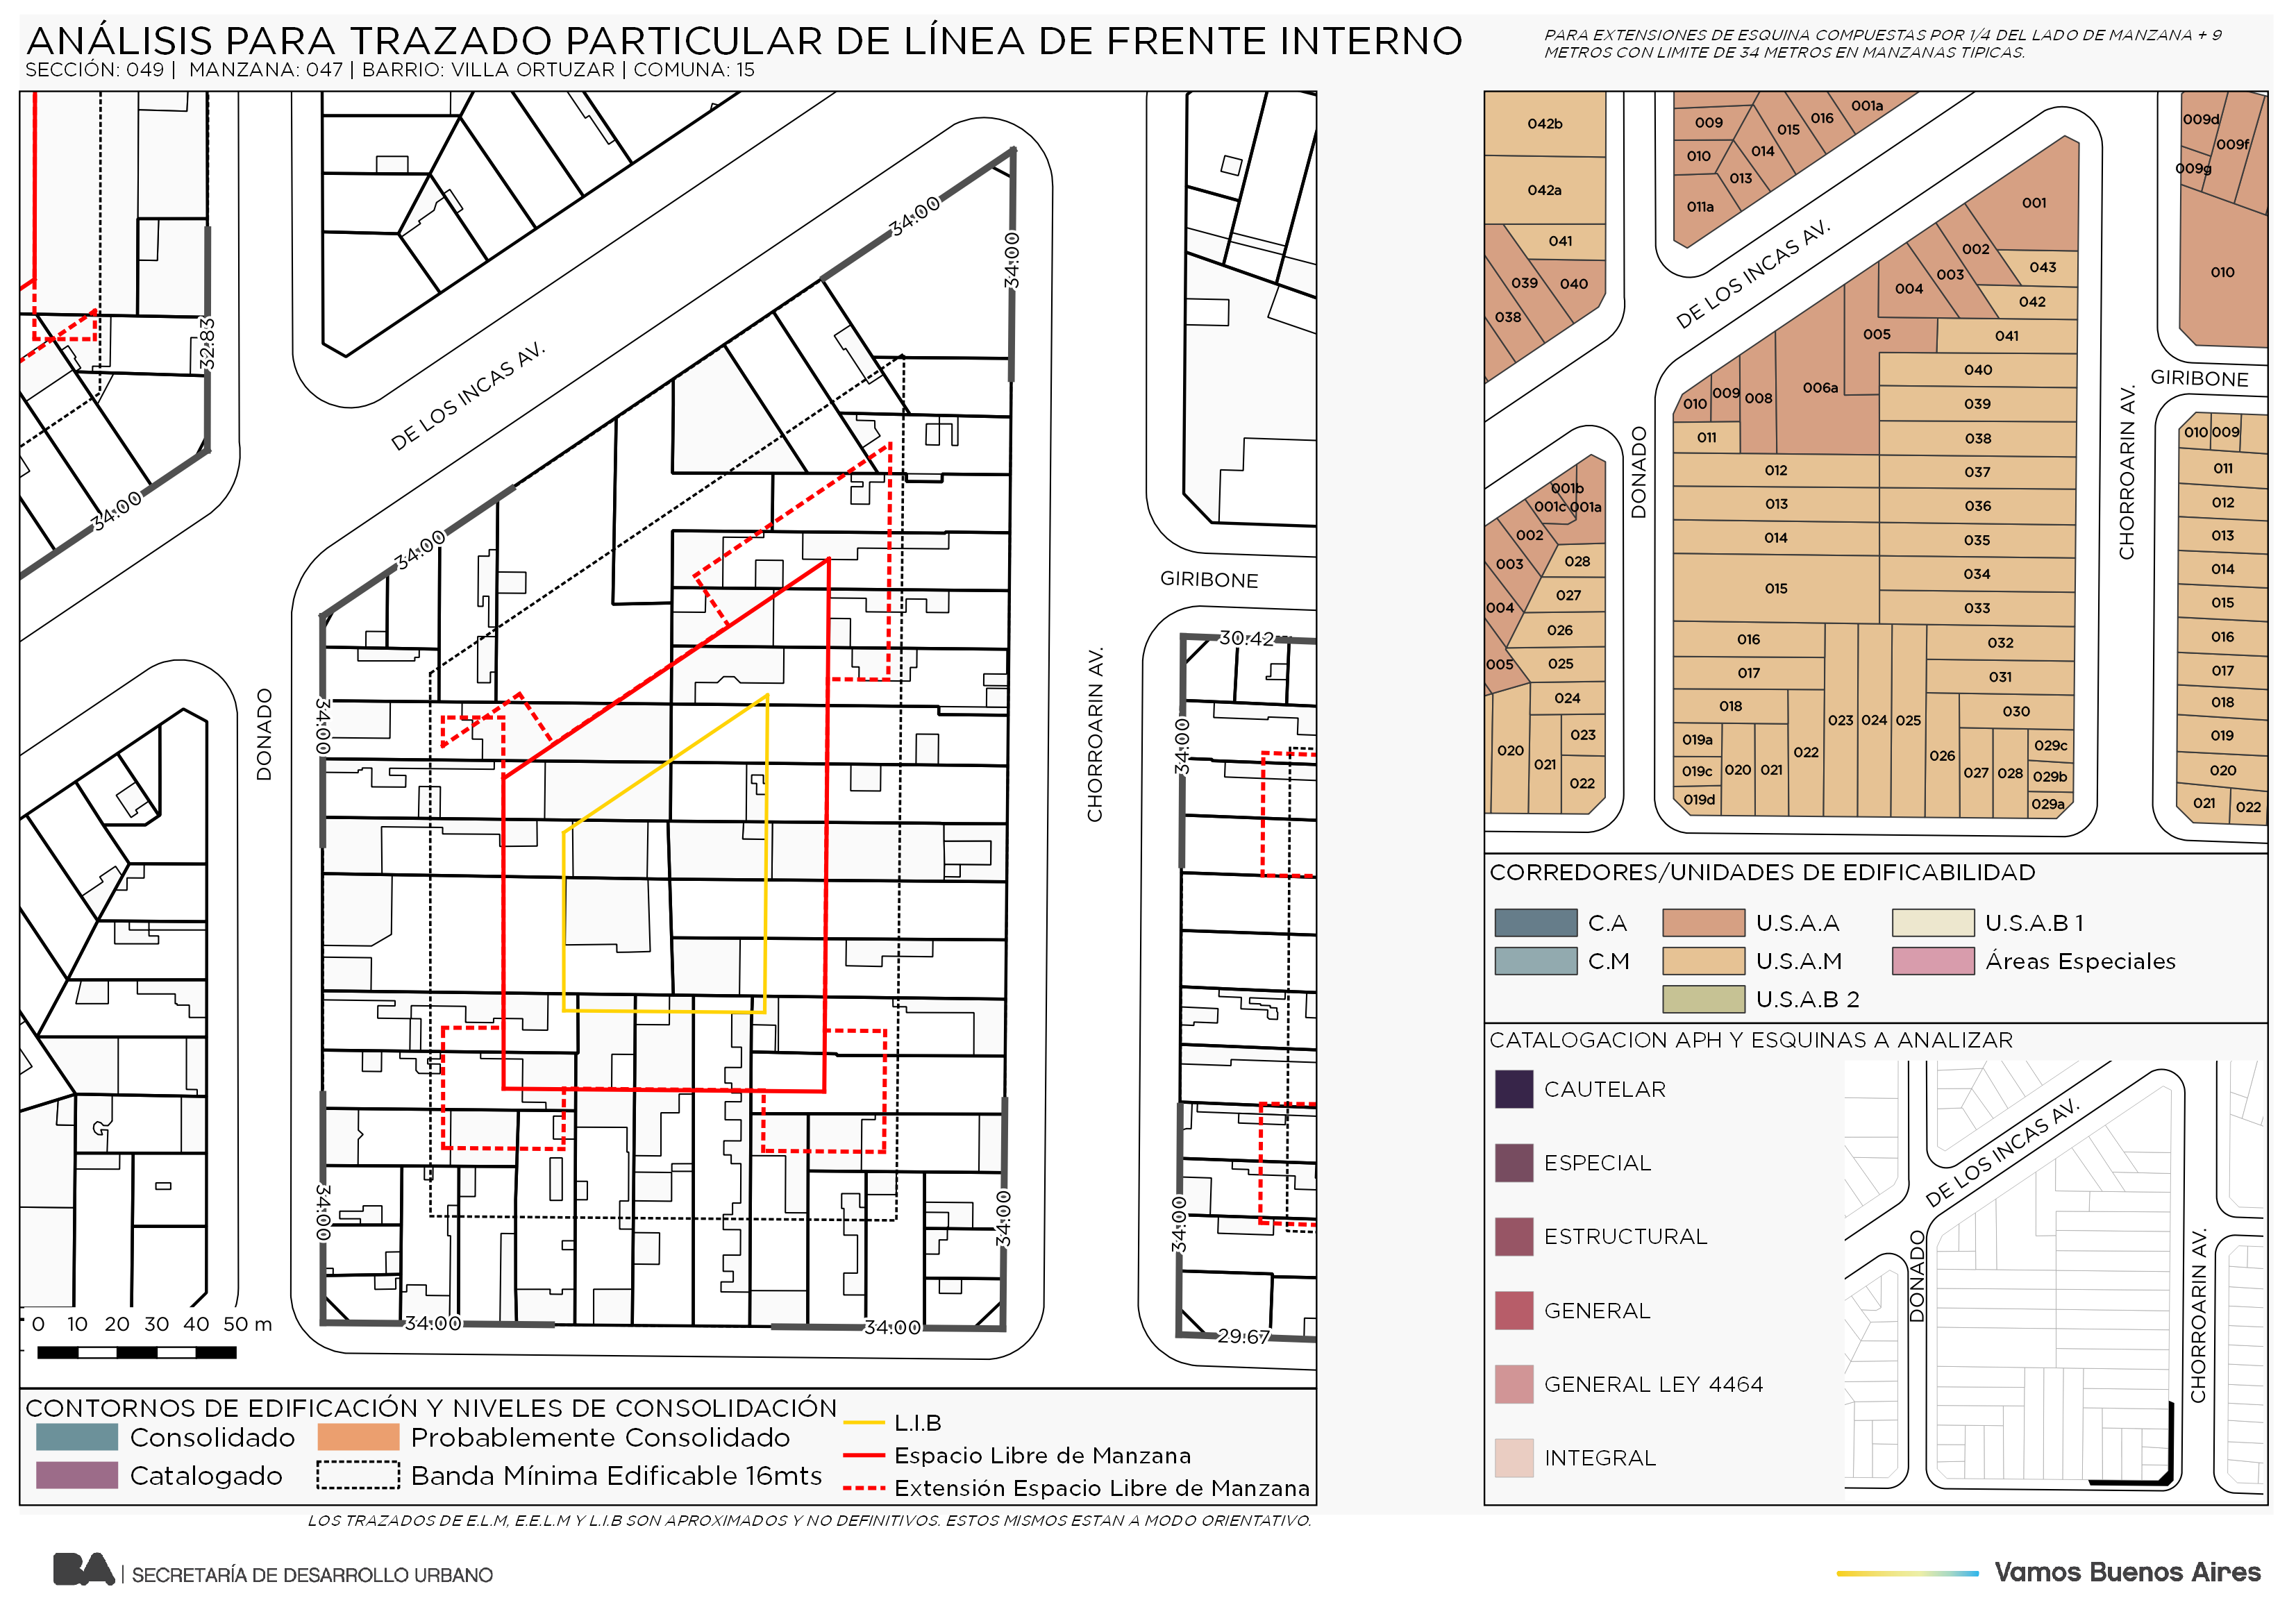 ANÁLISIS PARA TRAZADO PARTICULAR DE LÍNEA DE FRENTE INTERNO
SECCIÓN: 049 | MANZANA: 047 | BARRIO: VILLA ORTUZAR | COMUNA: 15
PARA EXTENSIONES DE ESQUINA COMPUESTAS POR 1/4 DEL LADO DE MANZANA + 9
METROS CON LIMITE DE 34 METROS EN MANZANAS TIPICAS.
34:00
34:00
32:83
DE LOS INCAS AV.
34:00
34:00
GIRIBONE
30:42
DONADO
34:00
CHORROARIN AV.
34:00
34:00
34:00
34:00
34:00
34:00
29:67
0 10 20 30 40 50 m
CONTORNOS DE EDIFICACIÓN Y NIVELES DE CONSOLIDACIÓN
Consolidado
Probablemente Consolidado
Catalogado
Banda Mínima Edificable 16mts
L.I.B
Espacio Libre de Manzana
Extensión Espacio Libre de Manzana
LOS TRAZADOS DE E.L.M, E.E.L.M Y L.I.B SON APROXIMADOS Y NO DEFINITIVOS. ESTOS MISMOS ESTAN A MODO ORIENTATIVO.
042b
009
015
016
001a
009d
010
014
009f
042a
013
009g
011a
001
041
002
043
010
039
040
003
004
042
038
DE LOS INCAS AV.
005
041
040
GIRIBONE
006a
010
009
008
039
011
038
010
009
DONADO
CHORROARIN AV.
012
037
011
001b
001c
001a
013
036
012
002
014
035
013
003
028
015
034
014
004
027
033
015
026
016
032
016
005
025
017
031
017
024
018
030
018
020
021
023
019a
023
024
025
029c
019
022
026
019c
020
021
027
028
029b
020
022
019d
029a
021
022
CORREDORES/UNIDADES DE EDIFICABILIDAD
C.A
U.S.A.A
U.S.A.B 1
C.M
U.S.A.M
Áreas Especiales
U.S.A.B 2
CATALOGACION APH Y ESQUINAS A ANALIZAR
CAUTELAR
ESPECIAL
ESTRUCTURAL
GENERAL
GENERAL LEY 4464
INTEGRAL
DE LOS INCAS AV.
DONADO
CHORROARIN AV.
BA | SECRETARÍA DE DESARROLLO URBANO
Vamos Buenos Aires